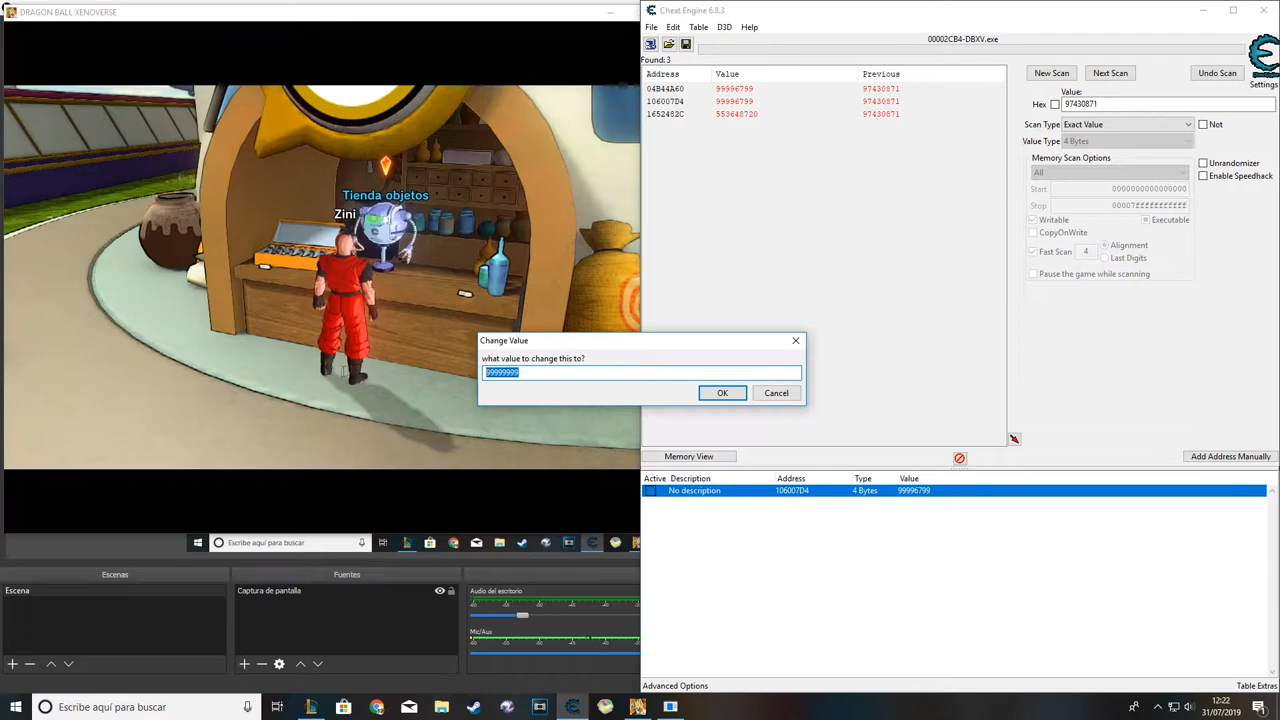 DRAGON BALL XENOVERSE
Tienda objetos
Zini
Cheat Engine 6.8.3
File Edit Table D3D Help
00002CB4-DBXV.exe
Found: 3
Address Value Previous
04B44A60 99996799 97430871
106007D4 99996799 97430871
1652482C 553648720 97430871
New Scan Next Scan Undo Scan
Settings
Value:
Hex 97430871
Scan Type Exact Value Not
Value Type 4 Bytes
Memory Scan Options
All
Unrandomizer
Enable Speedhack
Start 0000000000000000
Stop 00007fffffffffff
Writable Executable
CopyOnWrite
Fast Scan 4 Alignment
Last Digits
Pause the game while scanning
Change Value
what value to change this to?
99999999
OK Cancel
Memory View Add Address Manually
Active Description Address Type Value
No description 106007D4 4 Bytes 99996799
Advanced Options Table Extras
Escribe aquí para buscar
Escenas Fuentes
Escena
Captura de pantalla
Audio del escritorio
Mic/Aux
Escribe aquí para buscar
12:22
31/07/2019